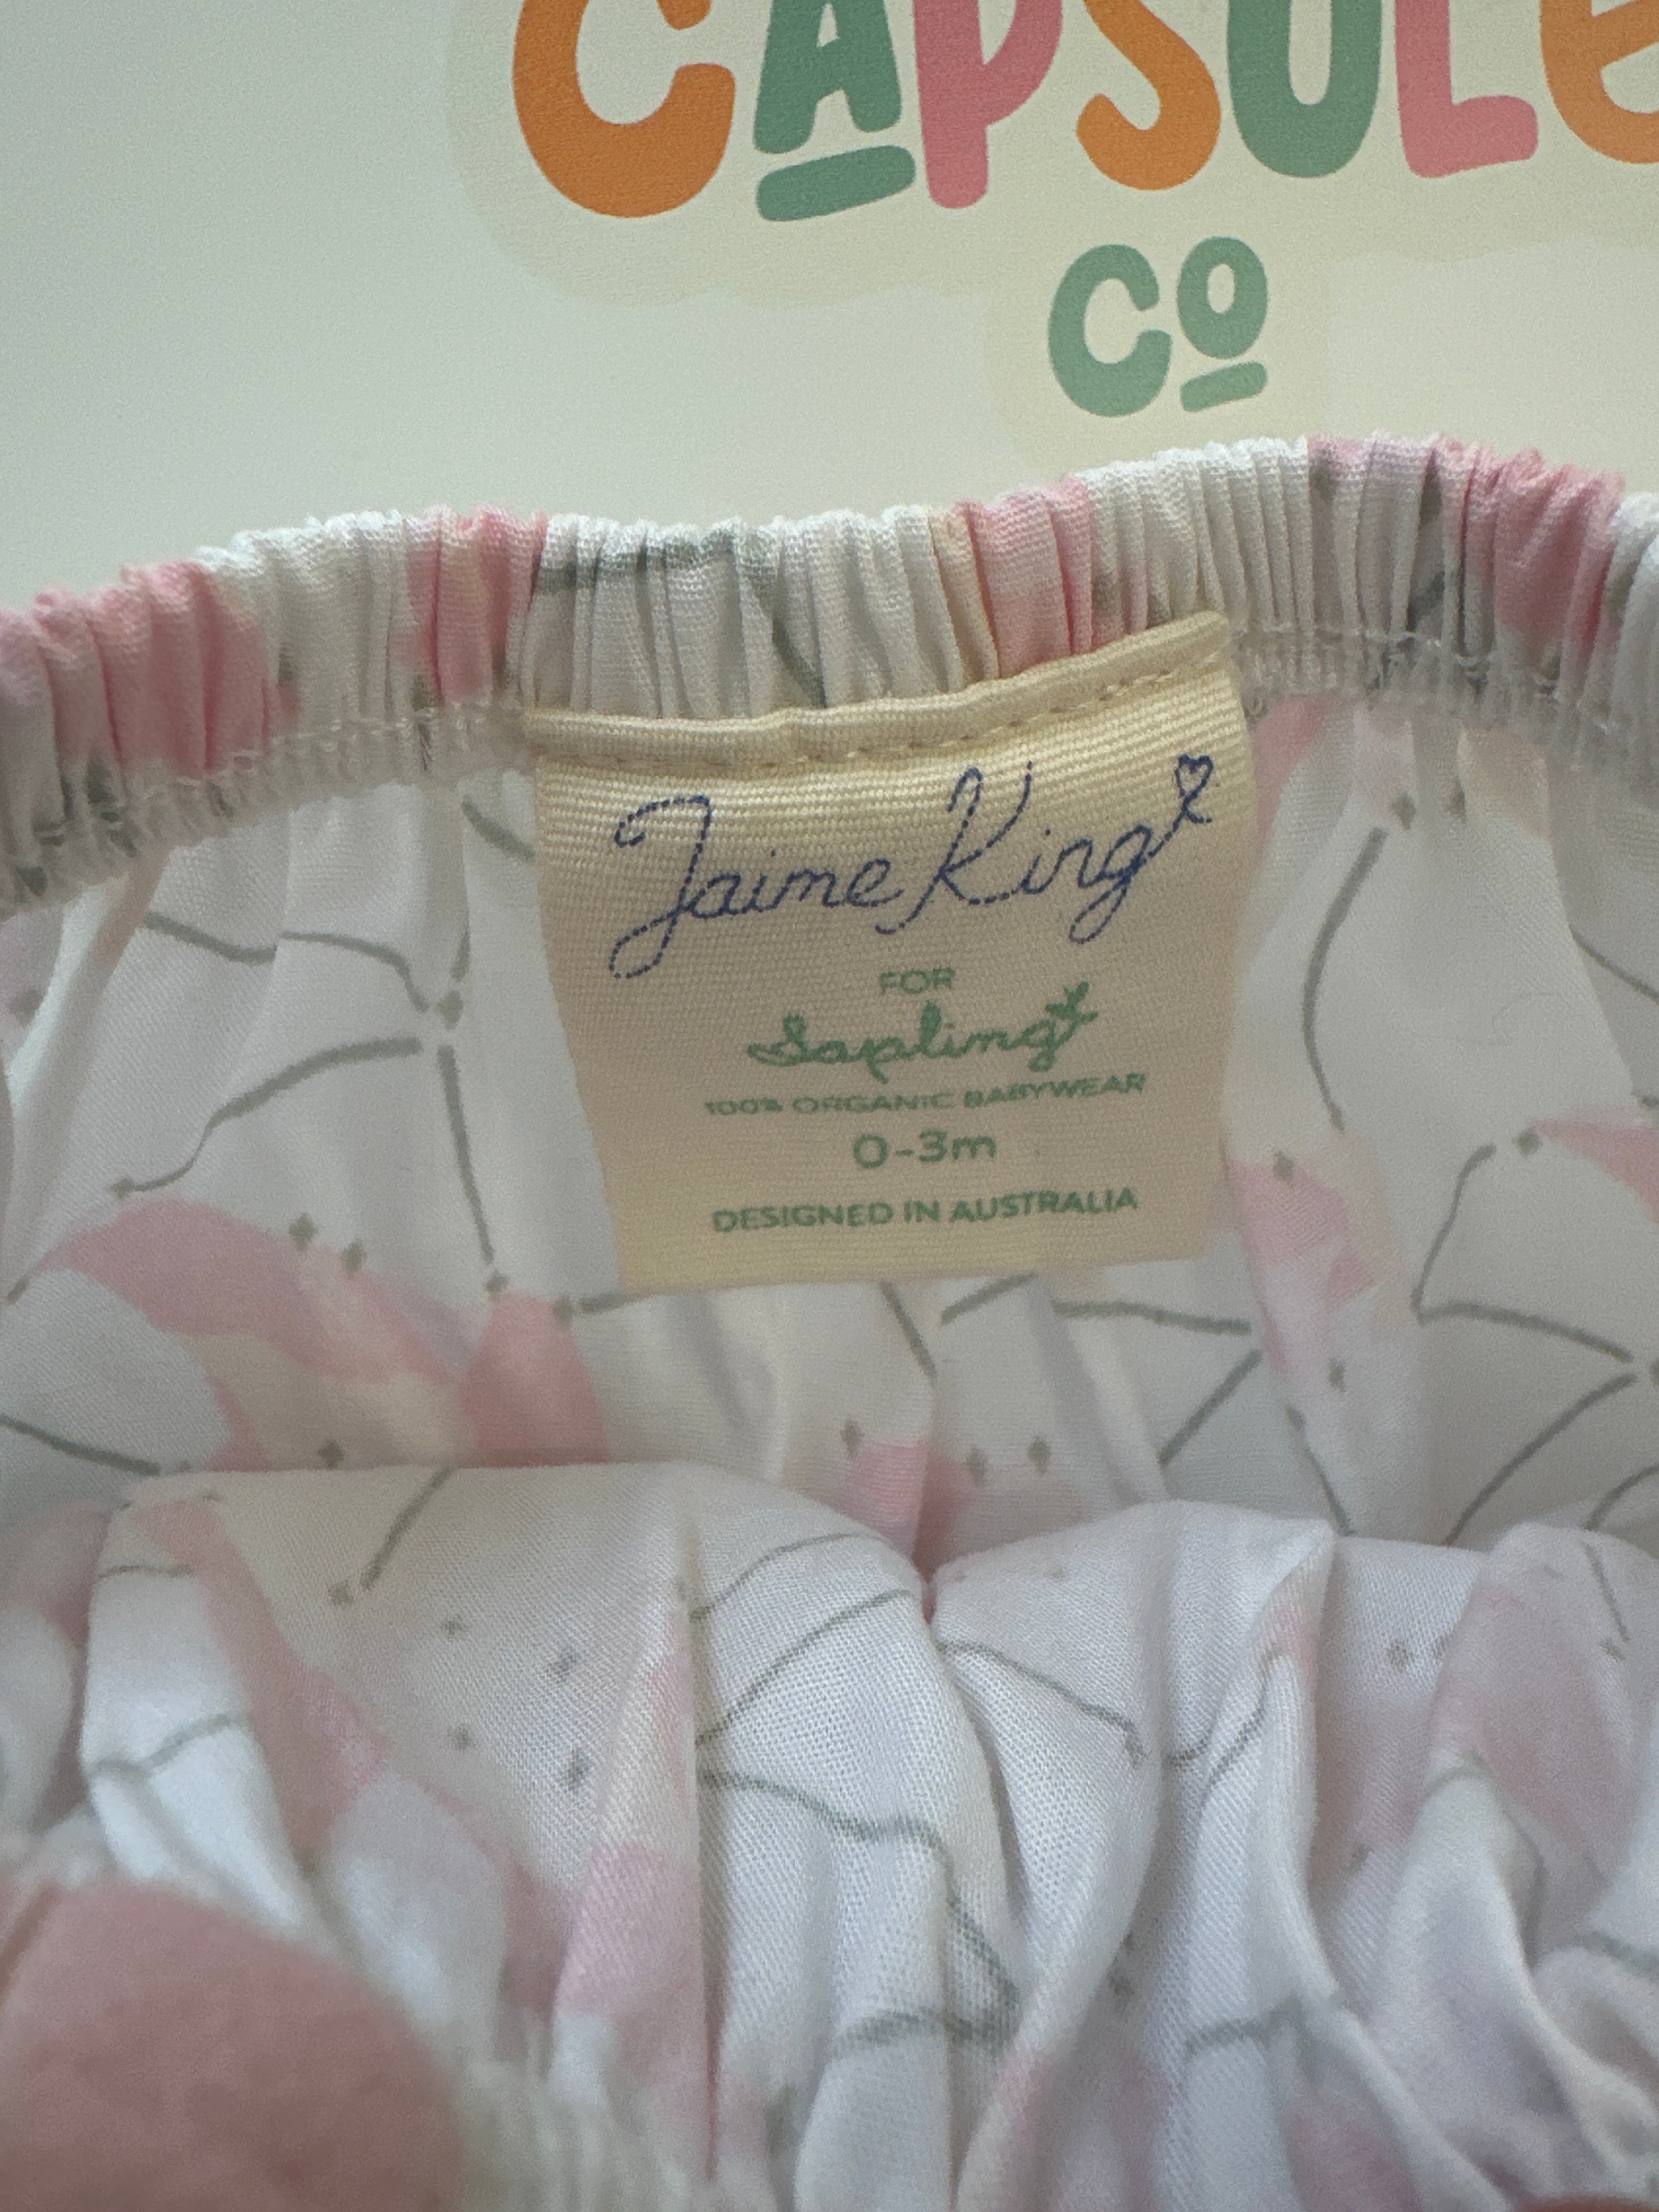 CAPSULE
CO
Jaime King
FOR
Sapling
100% ORGANIC BABYWEAR
0-3m
DESIGNED IN AUSTRALIA